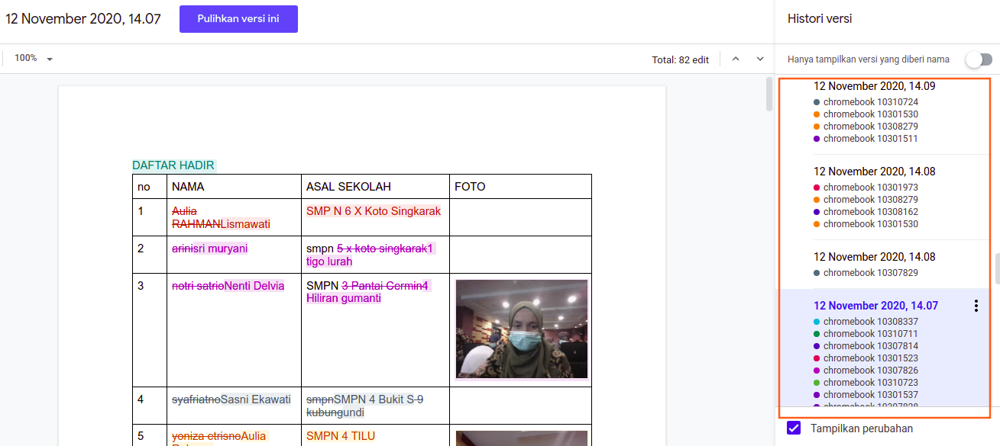 12 November 2020, 14.07
Pulihkan versi ini
Histori versi
100%
Total: 82 edit
Hanya tampilkan versi yang diberi nama
DAFTAR HADIR
no NAMA ASAL SEKOLAH FOTO
1 Aulia SMP N 6 X Koto Singkarak
RAHMANLismawati
2 arinisri muryani smpn 5 x koto singkarak1
tigo lurah
3 notri satrioNenti Delvia SMPN 3 Pantai Cermin4
Hiliran gumanti
4 syafriatnoSasni Ekawati smpnSMPN 4 Bukit S-9
kubungundi
5 yoniza etrisnoAulia SMPN 4 TILU
12 November 2020, 14.09
chromebook 10310724
chromebook 10301530
chromebook 10308279
chromebook 10301511
12 November 2020, 14.08
chromebook 10301973
chromebook 10308279
chromebook 10308162
chromebook 10301530
12 November 2020, 14.08
chromebook 10307829
12 November 2020, 14.07
chromebook 10308337
chromebook 10310711
chromebook 10307814
chromebook 10301523
chromebook 10307826
chromebook 10310723
chromebook 10301537
Tampilkan perubahan